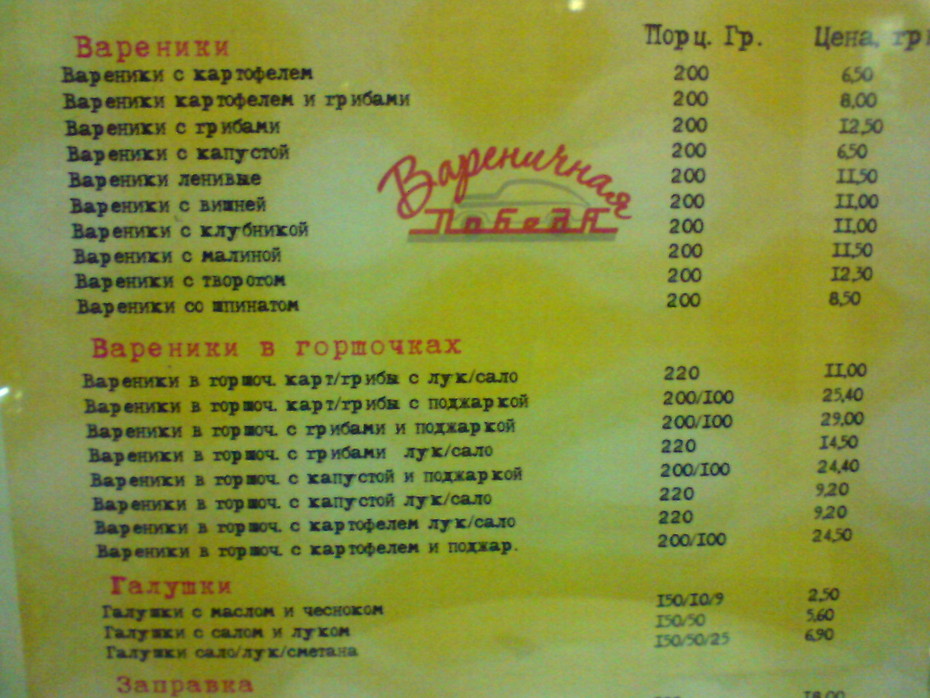 Вареники Порц. Гр. Цена, гр
Вареники с картофелем 200 6,50
Вареники картофелем и грибами 200 8,00
Вареники с грибами 200 12,50
Вареники с капустой 200 6,50
Вареники ленивые 200 11,50
Вареники с вишней 200 11,00
Вареники с клубникой 200 11,00
Вареники с малиной 200 11,50
Вареники с творотом 200 12,30
Вареники со шпинатом 200 8,50
Вареничная
Победа
Вареники в горшочках
Вареники в горшоч. карт/грибы с лук/сало 220 11,00
Вареники в горшоч. карт/грибы с поджаркой 200/100 25,40
Вареники в горшоч. с грибами и поджаркой 200/100 29,00
Вареники в горшоч. с грибами лук/сало 220 14,50
Вареники в горшоч. с капустой и поджаркой 200/100 24,40
Вареники в горшоч. с капустой лук/сало 220 9,20
Вареники в горшоч. с картофелем лук/сало 220 9,20
Вареники в горшоч. с картофелем и поджар. 200/100 24,50
Галушки
Галушки с маслом и чесноком 150/10/9 2,50
Галушки с салом и луком 150/50 5,60
Галушки сало/лук/сметана 150/50/25 6,90
Заправка
18,00